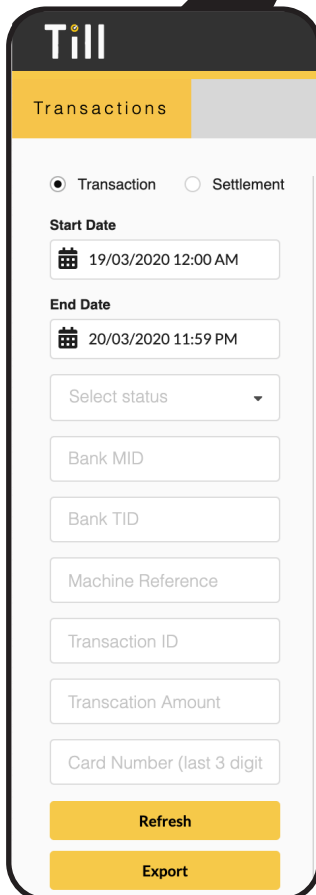 Till
Transactions
Transaction Settlement
Start Date
19/03/2020 12:00 AM
End Date
20/03/2020 11:59 PM
Select status
Bank MID
Bank TID
Machine Reference
Transaction ID
Transcation Amount
Card Number (last 3 digit
Refresh
Export